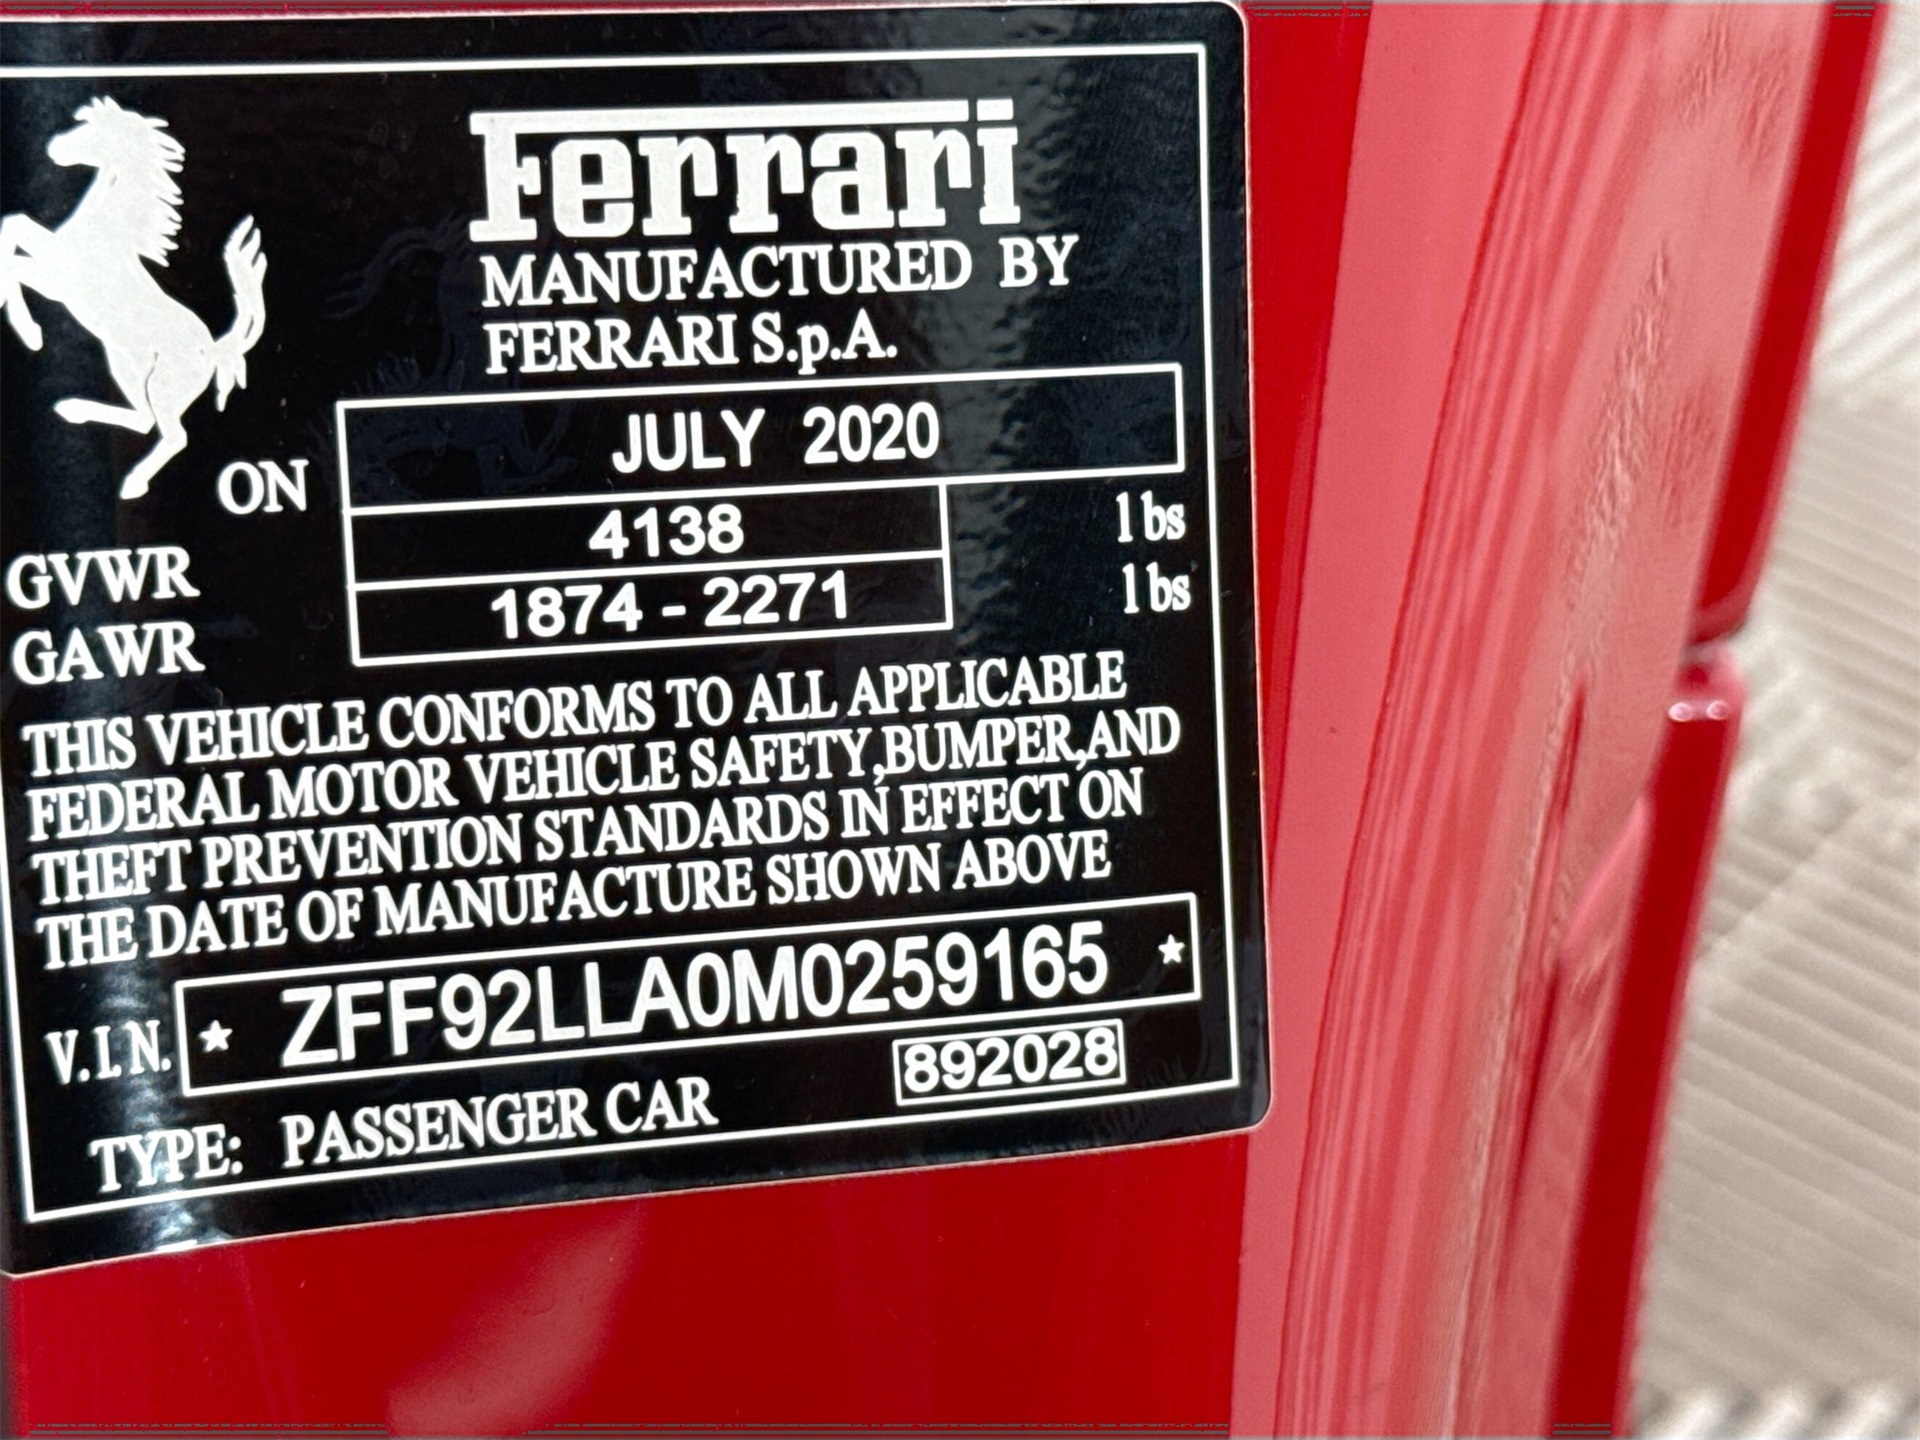 Ferrari
MANUFACTURED BY
FERRARI S.p.A.
ON JULY 2020
GVWR 4138 lbs
GAWR 1874 - 2271 lbs
THIS VEHICLE CONFORMS TO ALL APPLICABLE
FEDERAL MOTOR VEHICLE SAFETY,BUMPER,AND
THEFT PREVENTION STANDARDS IN EFFECT ON
THE DATE OF MANUFACTURE SHOWN ABOVE
V.I.N. ★ ZFF92LLA0M0259165 ★
892028
TYPE: PASSENGER CAR